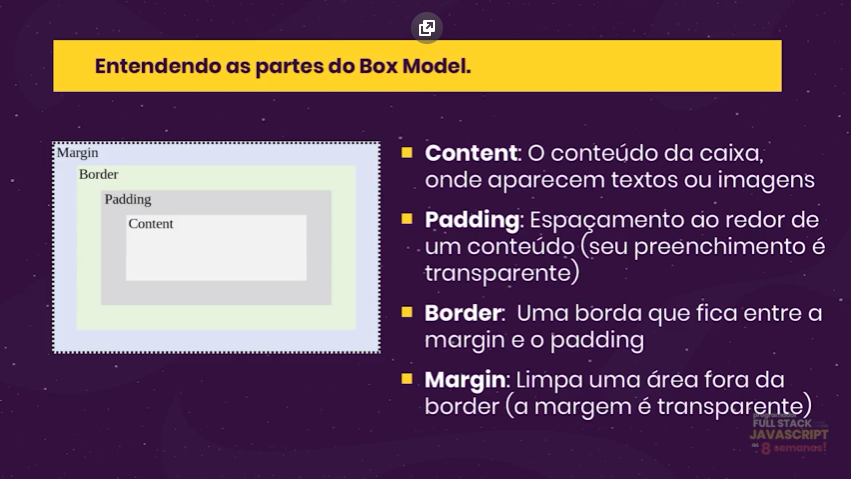 Entendendo as partes do Box Model.
Margin
Border
Padding
Content
Content: O conteúdo da caixa,
onde aparecem textos ou imagens
Padding: Espaçamento ao redor de
um conteúdo (seu preenchimento é
transparente)
Border: Uma borda que fica entre a
margin e o padding
Margin: Limpa uma área fora da
border (a margem é transparente)
FULL STACK
JAVASCRIPT
8 semanas!